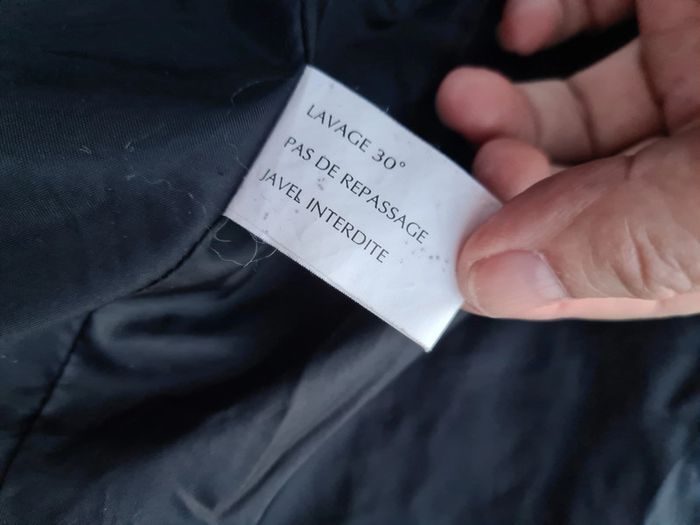 LAVAGE 30°
PAS DE REPASSAGE
JAVEL INTERDITE